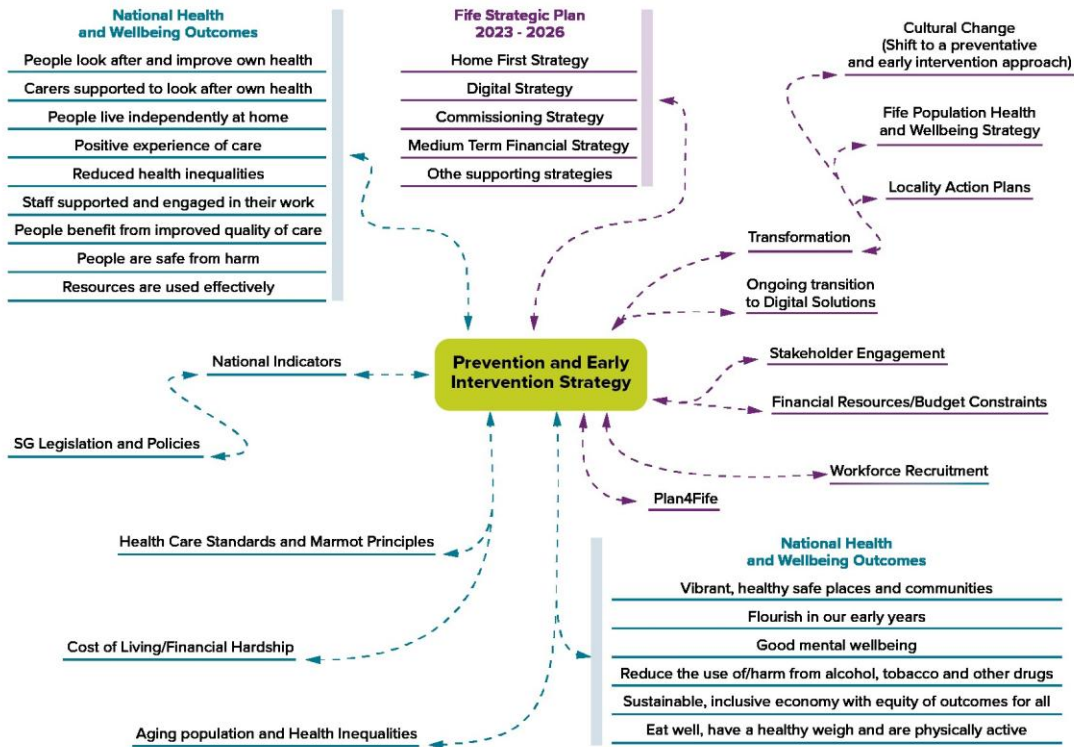 National Health
and Wellbeing Outcomes
People look after and improve own health
Carers supported to look after own health
People live independently at home
Positive experience of care
Reduced health inequalities
Staff supported and engaged in their work
People benefit from improved quality of care
People are safe from harm
Resources are used effectively
Fife Strategic Plan
2023 - 2026
Home First Strategy
Digital Strategy
Commissioning Strategy
Medium Term Financial Strategy
Othe supporting strategies
Cultural Change
(Shift to a preventative
and early intervention approach)
Fife Population Health
and Wellbeing Strategy
Locality Action Plans
Transformation
Ongoing transition
to Digital Solutions
Prevention and Early
Intervention Strategy
National Indicators
SG Legislation and Policies
Stakeholder Engagement
Financial Resources/Budget Constraints
Workforce Recruitment
Plan4Fife
Health Care Standards and Marmot Principles
Cost of Living/Financial Hardship
Aging population and Health Inequalities
National Health
and Wellbeing Outcomes
Vibrant, healthy safe places and communities
Flourish in our early years
Good mental wellbeing
Reduce the use of/harm from alcohol, tobacco and other drugs
Sustainable, inclusive economy with equity of outcomes for all
Eat well, have a healthy weigh and are physically active